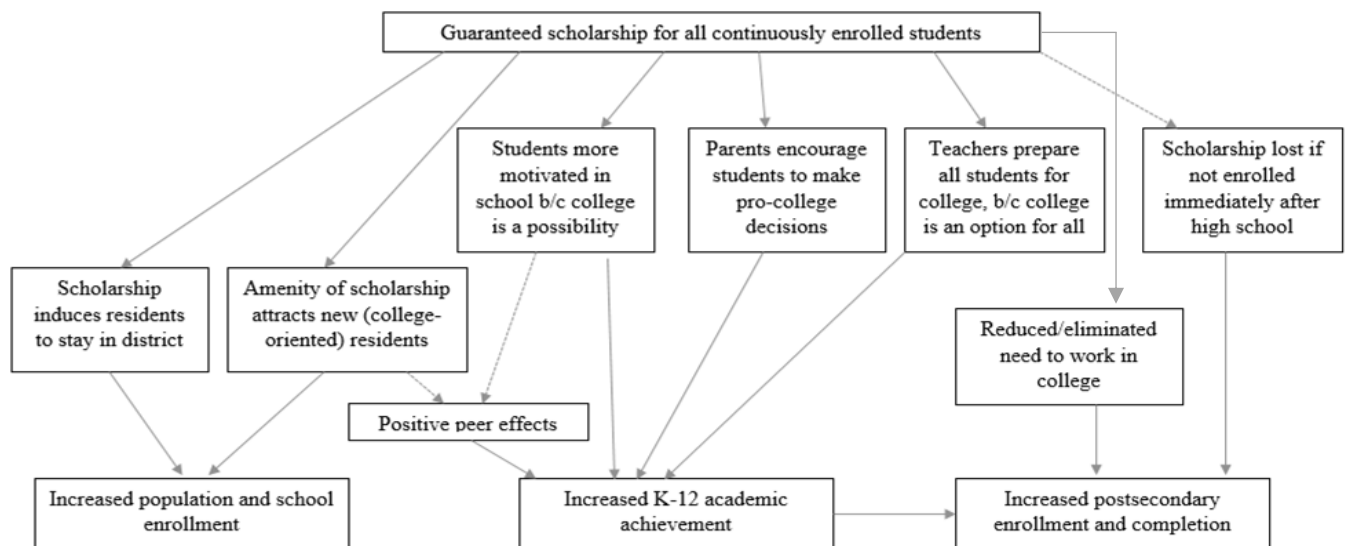 Guaranteed scholarship for all continuously enrolled students
Students more
motivated in
school b/c college
is a possibility
Parents encourage
students to make
pro-college
decisions
Teachers prepare
all students for
college, b/c college
is an option for all
Scholarship lost if
not enrolled
immediately after
high school
Scholarship
induces residents
to stay in district
Amenity of scholarship
attracts new (college-
oriented) residents
Reduced/eliminated
need to work in
college
Positive peer effects
Increased population and school
enrollment
Increased K-12 academic
achievement
Increased postsecondary
enrollment and completion